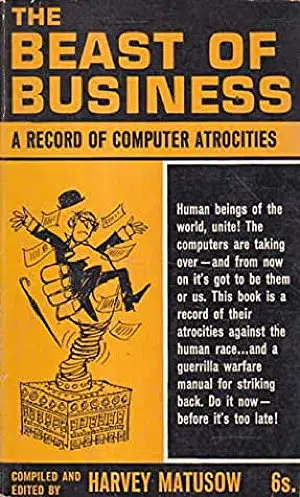 THE
BEAST OF
BUSINESS
A RECORD OF COMPUTER ATROCITIES
Human beings of the
world, unite! The
computers are taking
over—and from now
on it's got to be them
or us. This book is a
record of their
atrocities against the
human race...and a
guerrilla warfare
manual for striking
back. Do it now—
before it's too late!
COMPILED AND
EDITED BY HARVEY MATUSOW 6s.